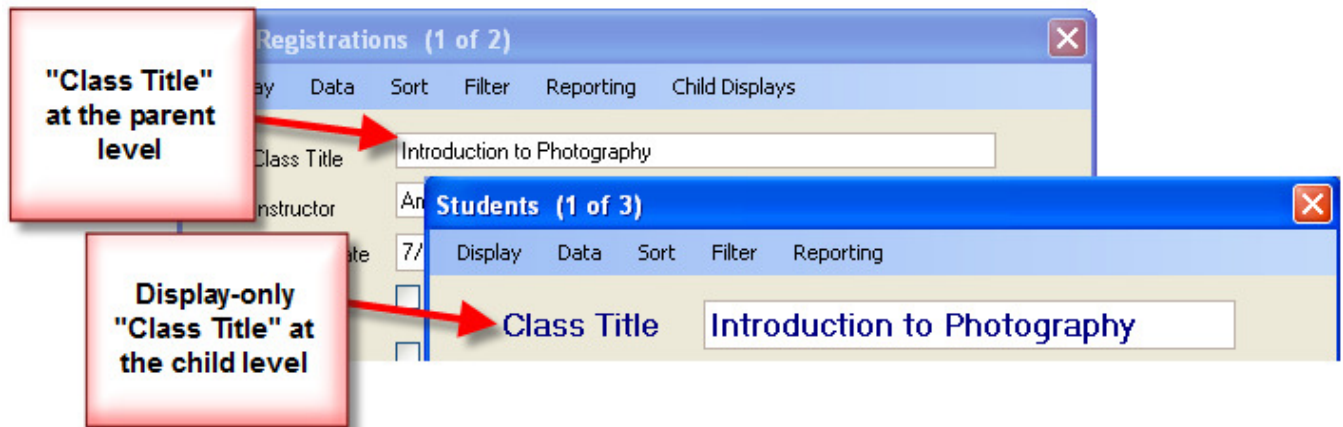 "Class Title"
at the parent
level
Registrations (1 of 2)
Data Sort Filter Reporting Child Displays
Class Title Introduction to Photography
Students (1 of 3)
Display Data Sort Filter Reporting
Display-only
"Class Title" at
the child level
Class Title Introduction to Photography